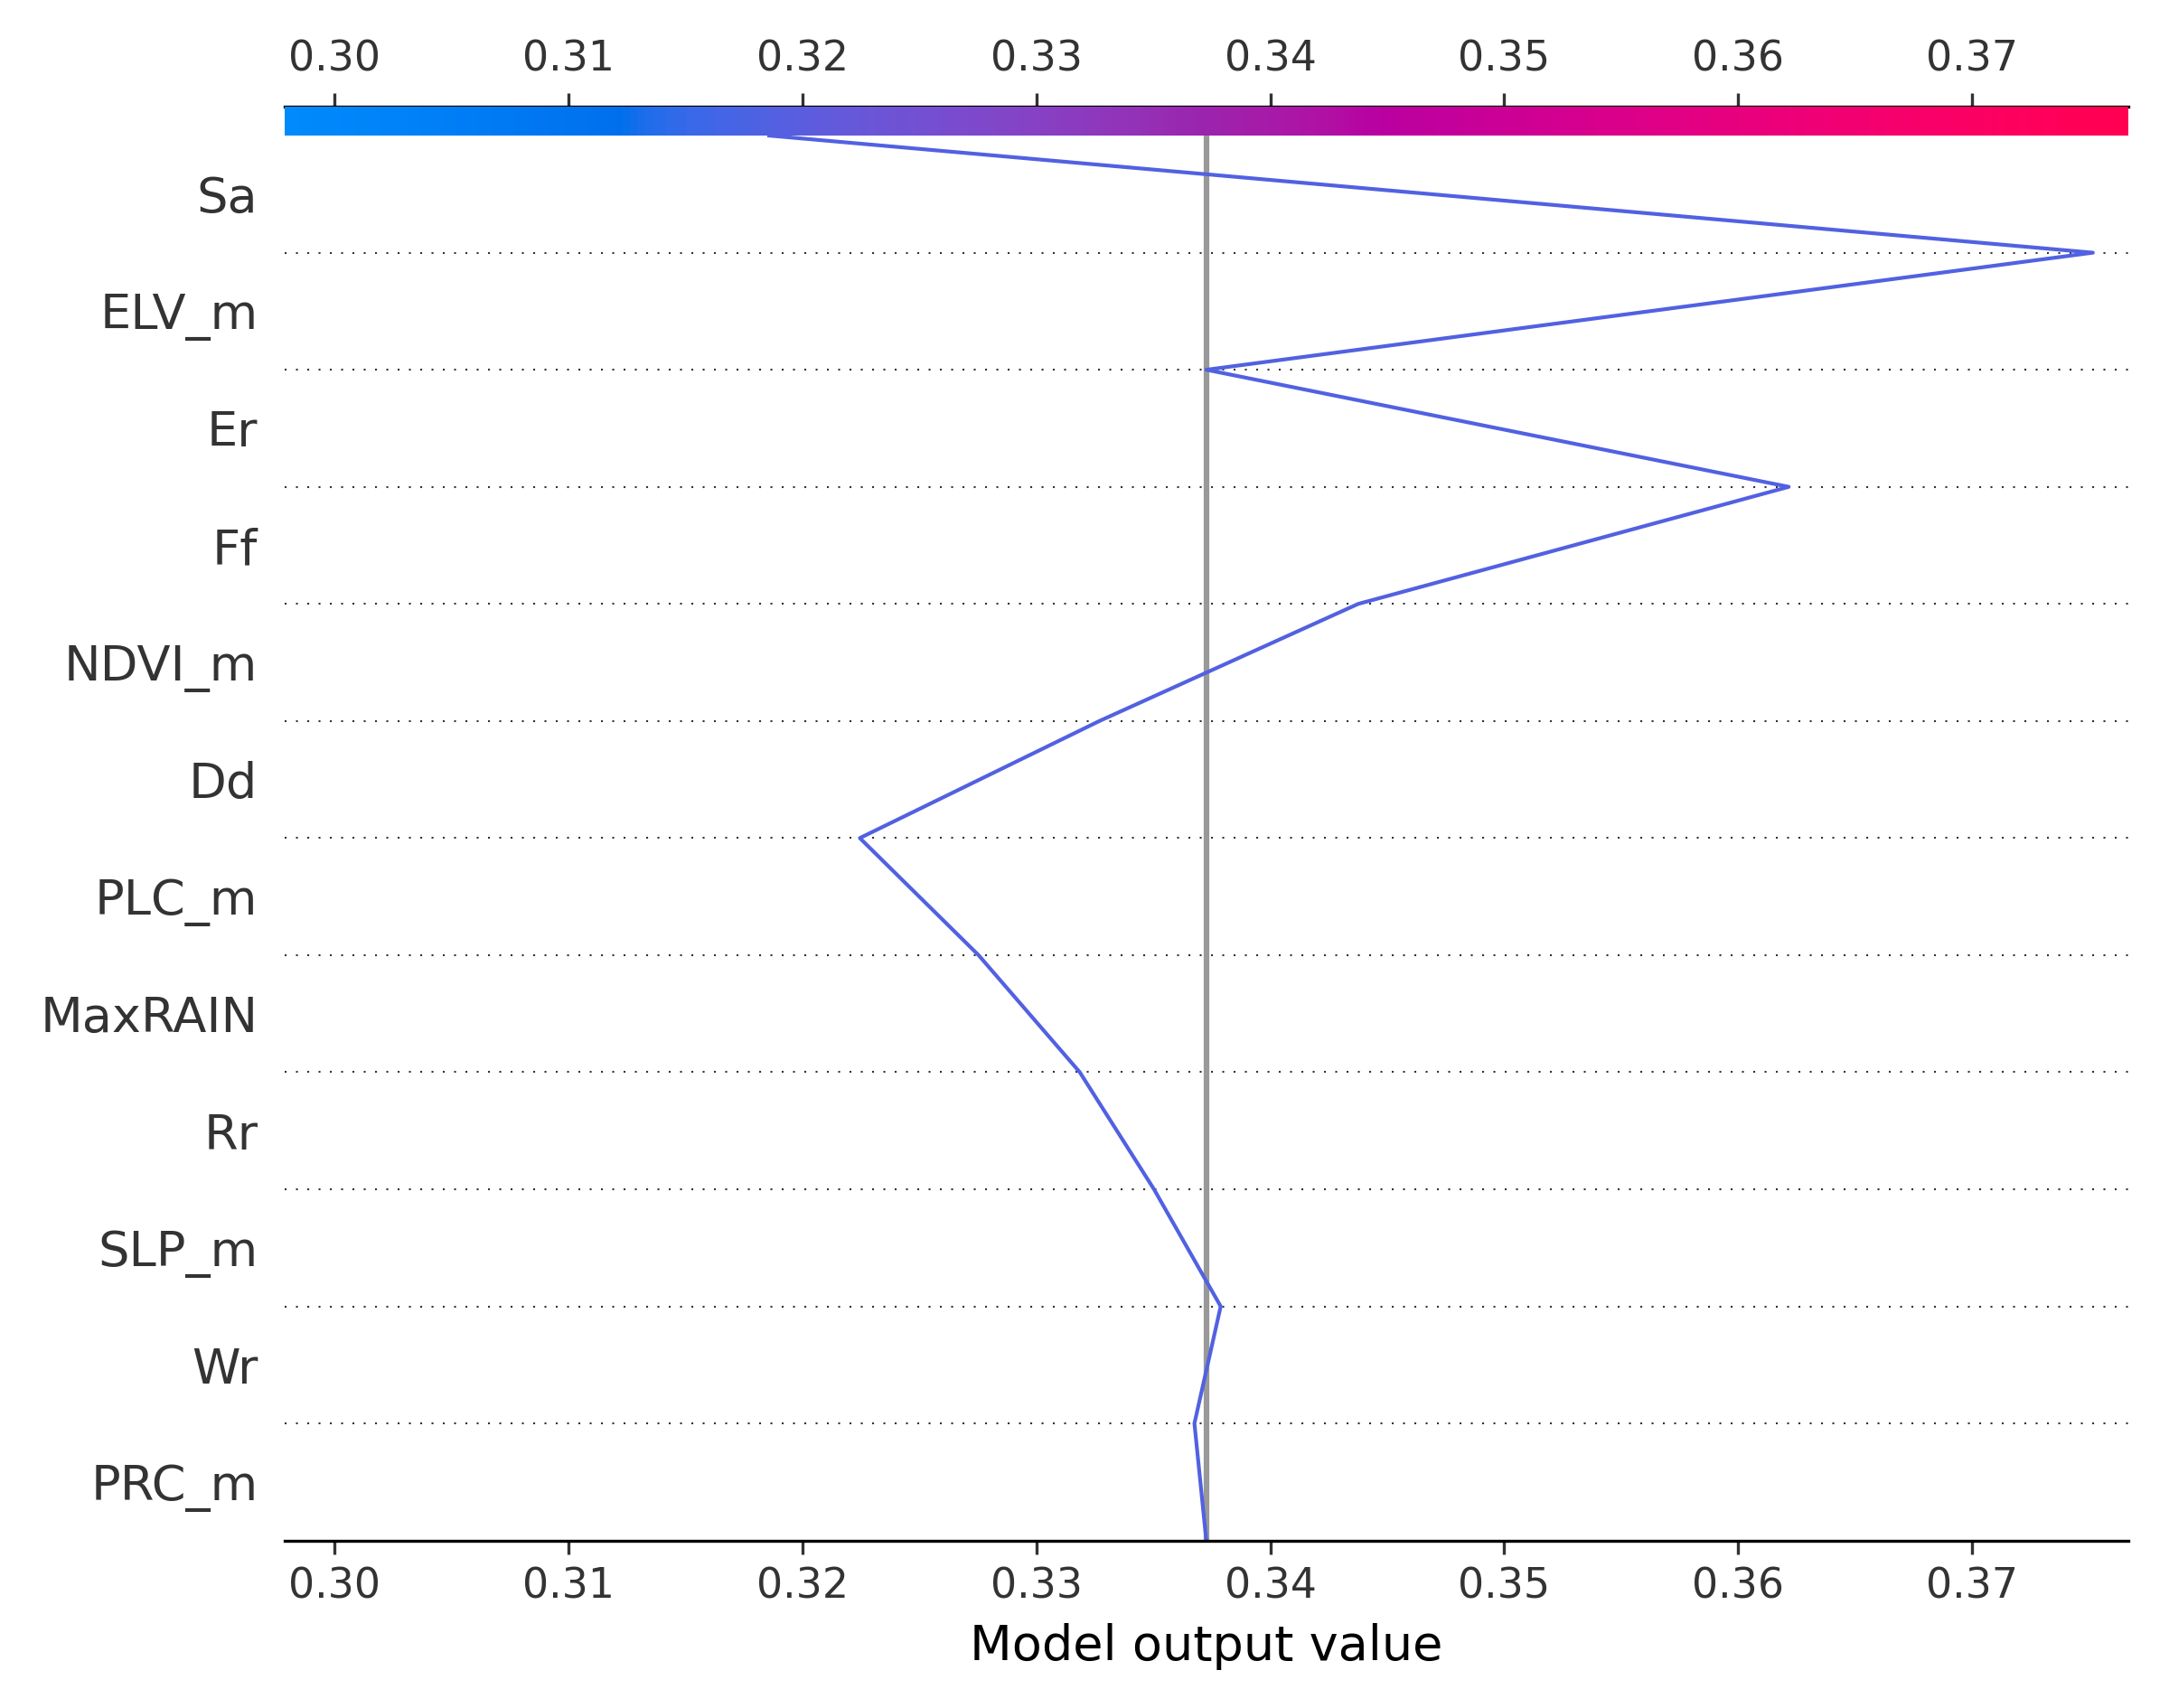 0.30 0.31 0.32 0.33 0.34 0.35 0.36 0.37
Sa
ELV_m
Er
Ff
NDVI_m
Dd
PLC_m
MaxRAIN
Rr
SLP_m
Wr
PRC_m
0.30 0.31 0.32 0.33 0.34 0.35 0.36 0.37
Model output value